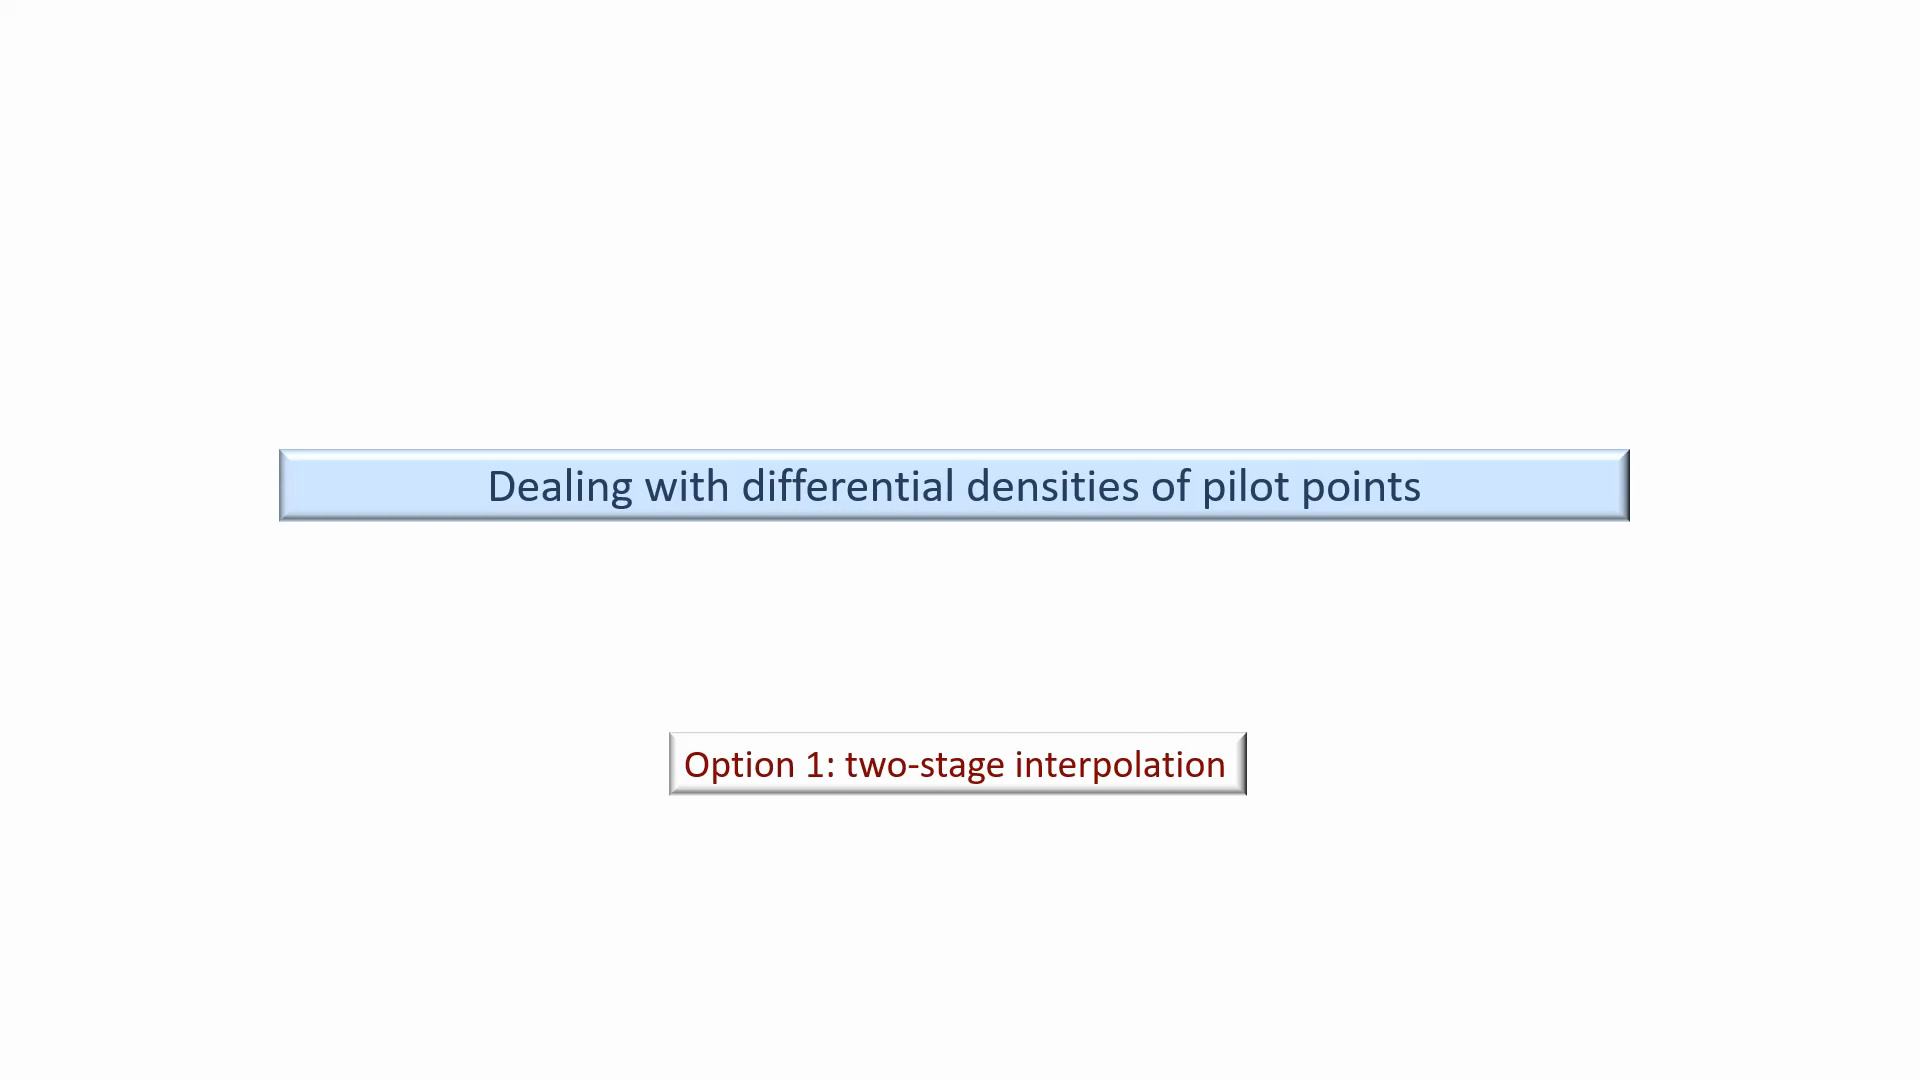 Dealing with differential densities of pilot points
Option 1: two-stage interpolation